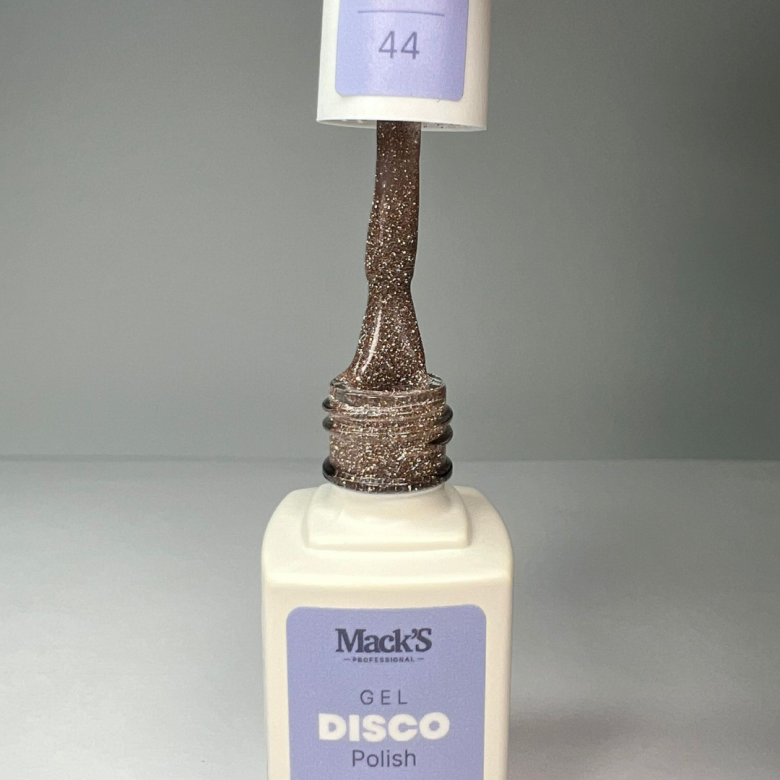 44
Mack'S
PROFESSIONAL
GEL
DISCO
Polish